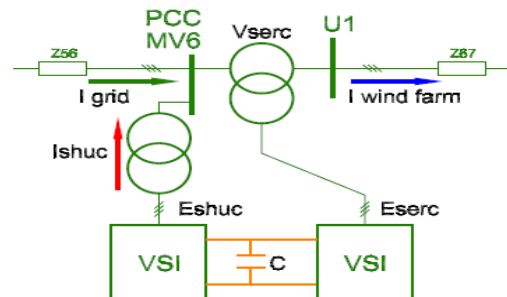 PCC
MV6
Vserc
U1
Z56
Z67
I grid
I wind farm
Ishuc
Eshuc
Eserc
VSI
C
VSI